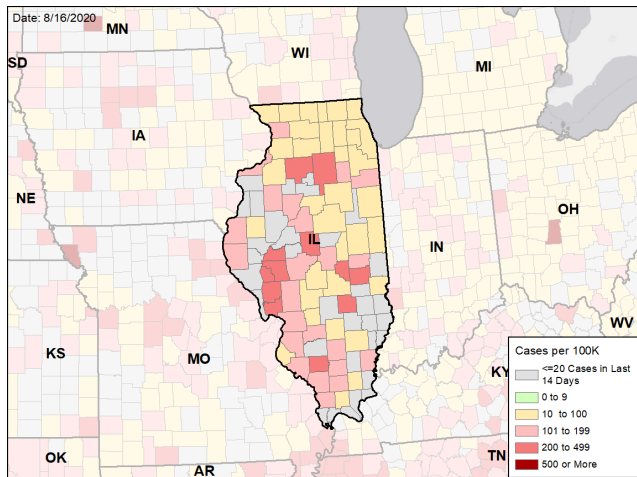 Date: 8/16/2020
MN
SD
WI
MI
IA
NE
OH
IL
IN
WV
KS
MO
KY
OK
AR
TN
Cases per 100K
<=20 Cases in Last
14 Days
0 to 9
10 to 100
101 to 199
200 to 499
500 or More